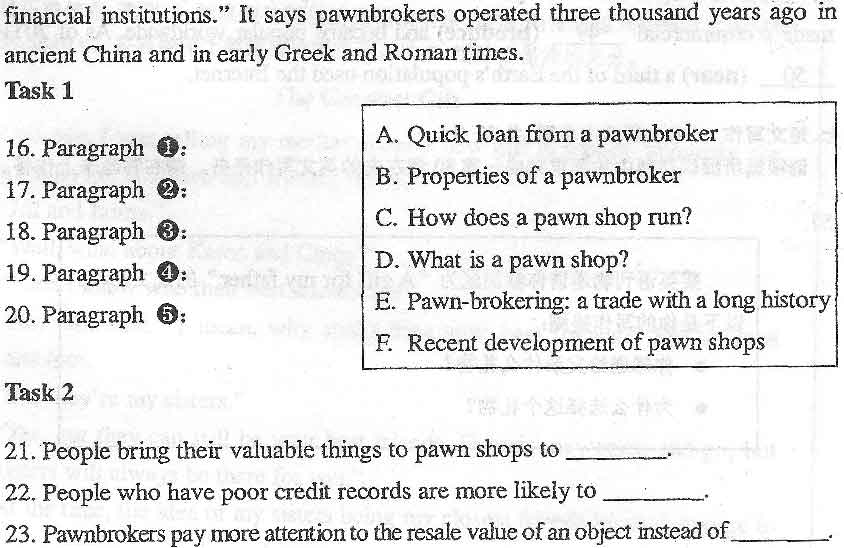 financial institutions.” It says pawnbrokers operated three thousand years ago in
ancient China and in early Greek and Roman times.
Task 1
16. Paragraph ❶:
17. Paragraph ❷:
18. Paragraph ❸:
19. Paragraph ❹:
20. Paragraph ❺:
A. Quick loan from a pawnbroker
B. Properties of a pawnbroker
C. How does a pawn shop run?
D. What is a pawn shop?
E. Pawn-brokering: a trade with a long history
F. Recent development of pawn shops
Task 2
21. People bring their valuable things to pawn shops to __________.
22. People who have poor credit records are more likely to __________.
23. Pawnbrokers pay more attention to the resale value of an object instead of __________.